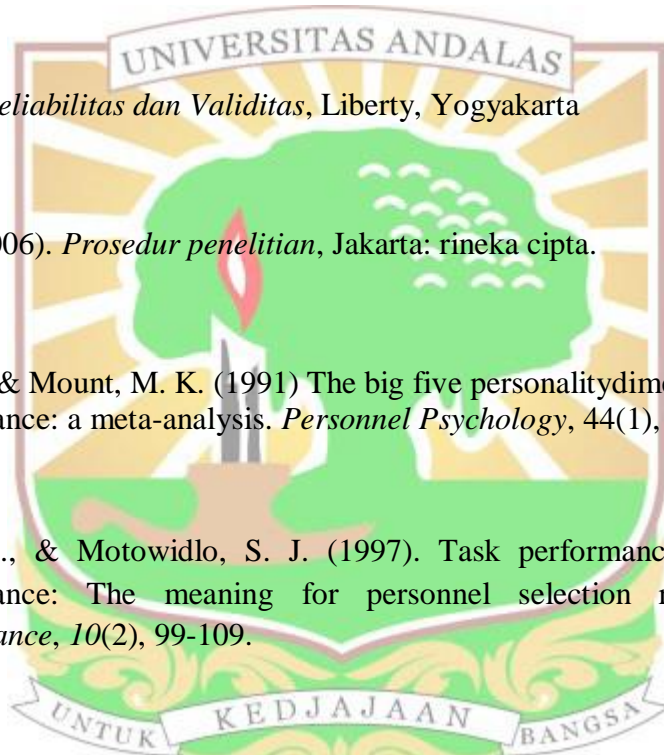 UNIVERSITAS ANDALAS
eliabilitas dan Validitas, Liberty, Yogyakarta
006). Prosedur penelitian, Jakarta: rineka cipta.
& Mount, M. K. (1991) The big five personalitydime
ance: a meta-analysis. Personnel Psychology, 44(1),
., & Motowidlo, S. J. (1997). Task performanc
ance: The meaning for personnel selection r
ance, 10(2), 99-109.
UNTUK KEDJAJAAN BANGSA